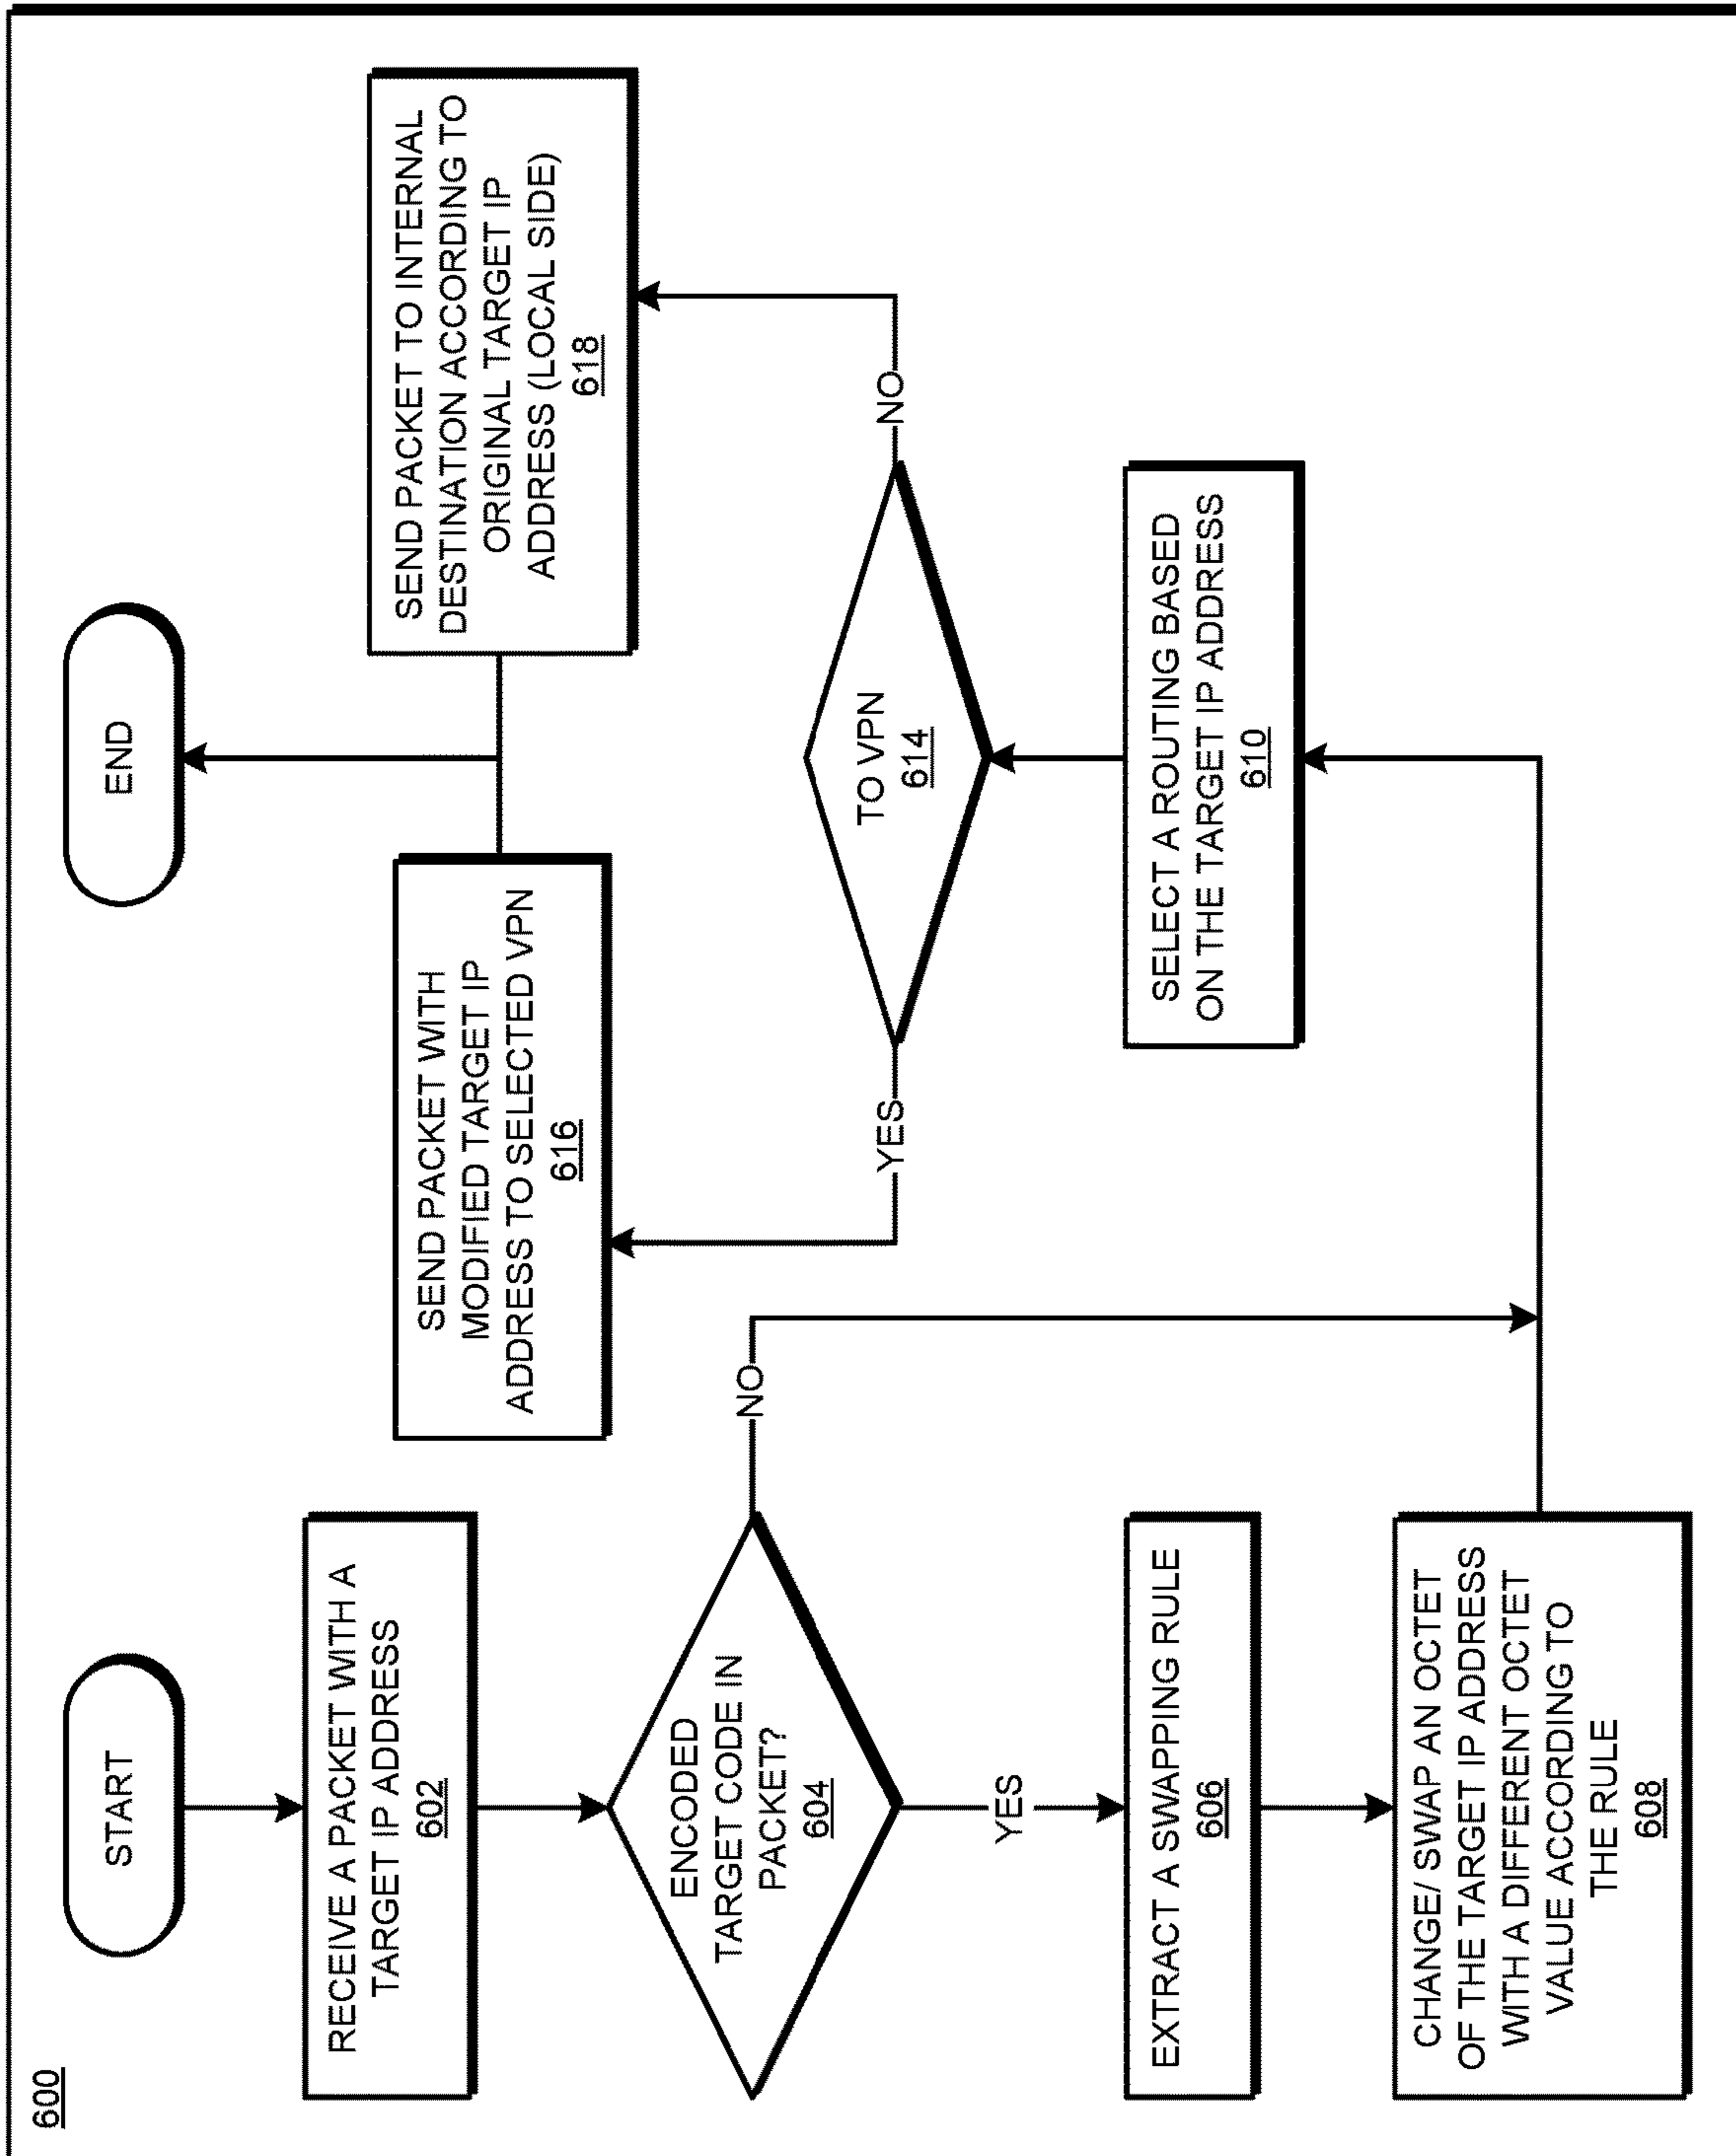 600
START
RECEIVE A PACKET WITH A
TARGET IP ADDRESS
602
ENCODED
TARGET CODE IN
PACKET?
604
NO
YES
EXTRACT A SWAPPING RULE
606
CHANGE/ SWAP AN OCTET
OF THE TARGET IP ADDRESS
WITH A DIFFERENT OCTET
VALUE ACCORDING TO
THE RULE
608
SELECT A ROUTING BASED
ON THE TARGET IP ADDRESS
610
TO VPN
614
YES
NO
SEND PACKET WITH
MODIFIED TARGET IP
ADDRESS TO SELECTED VPN
616
SEND PACKET TO INTERNAL
DESTINATION ACCORDING TO
ORIGINAL TARGET IP
ADDRESS (LOCAL SIDE)
618
END